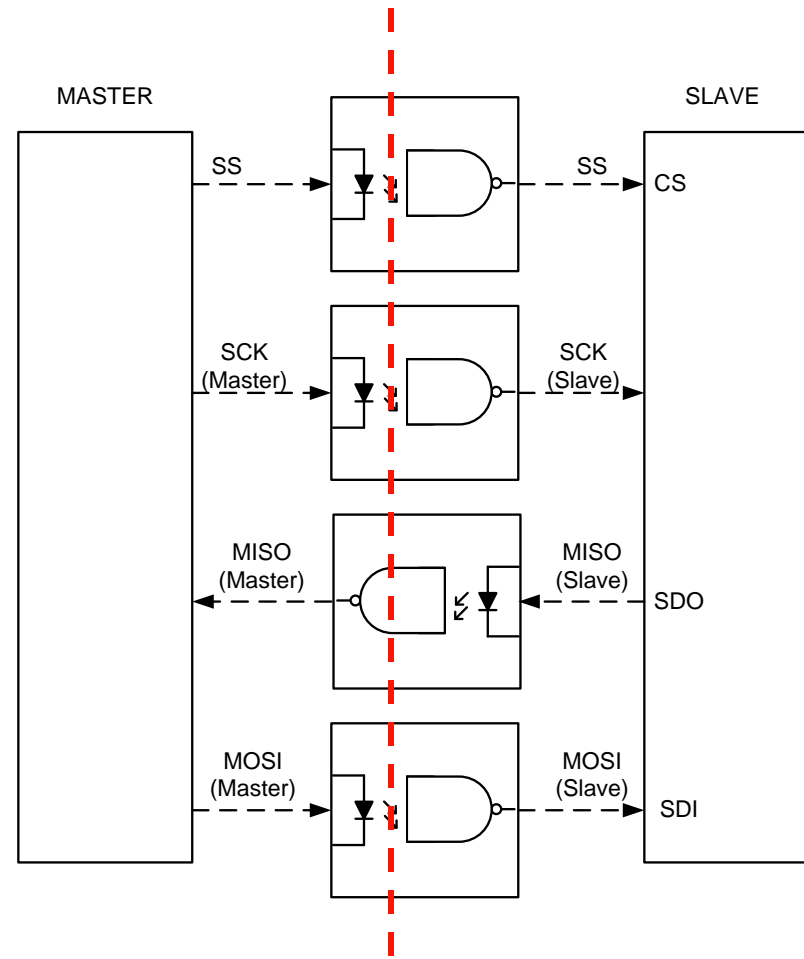 MASTER
SLAVE
SS
SS
CS
SCK
(Master)
SCK
(Slave)
MISO
(Master)
MISO
(Slave)
SDO
MOSI
(Master)
MOSI
(Slave)
SDI